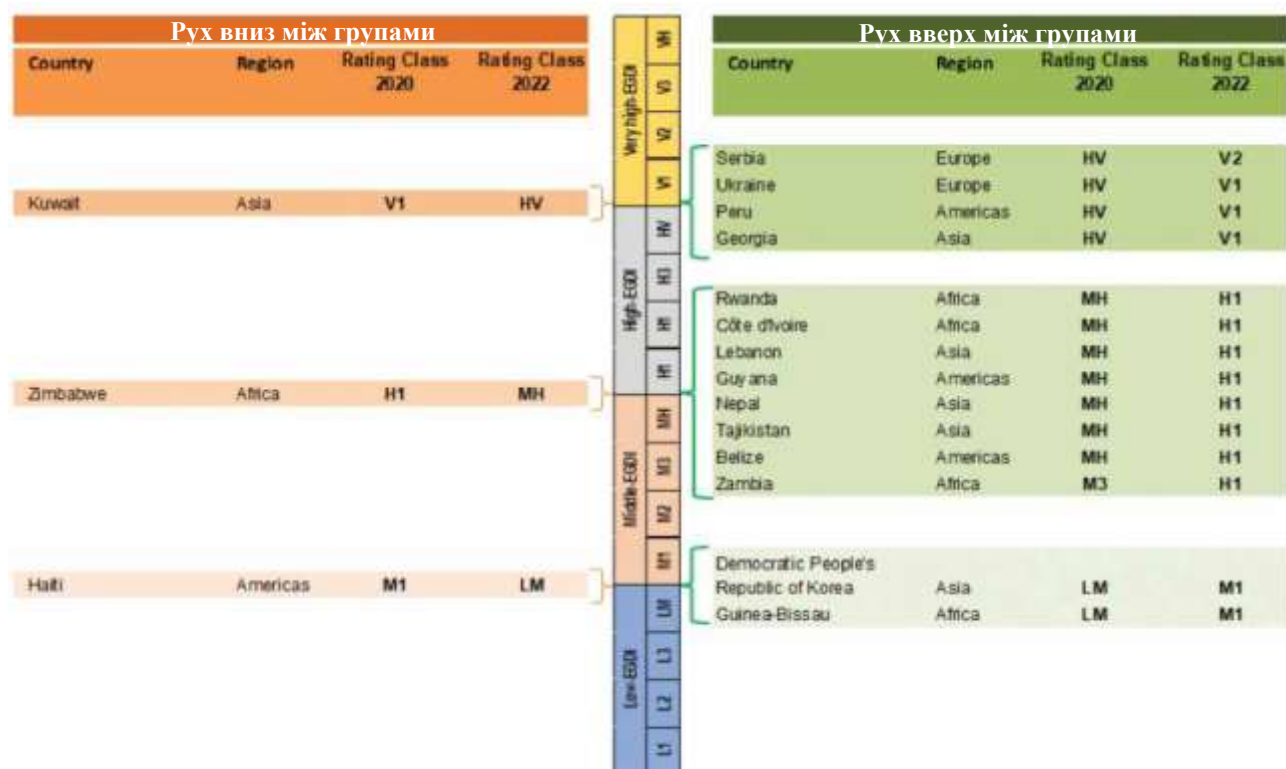 Рух вниз між групами
Country Region Rating Class 2020 Rating Class 2022
Kuwait Asia V1 HV
Zimbabwe Africa H1 MH
Haiti Americas M1 LM
Very high-EGDI
VH
V3
V2
V1
High-EGDI
HV
H3
H1
H1
Middle-EGDI
MH
M3
M2
M1
Low-EGDI
LM
L3
L2
L1
Рух вверх між групами
Country Region Rating Class 2020 Rating Class 2022
Serbia Europe HV V2
Ukraine Europe HV V1
Peru Americas HV V1
Georgia Asia HV V1
Rwanda Africa MH H1
Côte d'Ivoire Africa MH H1
Lebanon Asia MH H1
Guyana Americas MH H1
Nepal Asia MH H1
Tajikistan Asia MH H1
Belize Americas MH H1
Zambia Africa M3 H1
Democratic People's
Republic of Korea Asia LM M1
Guinea-Bissau Africa LM M1